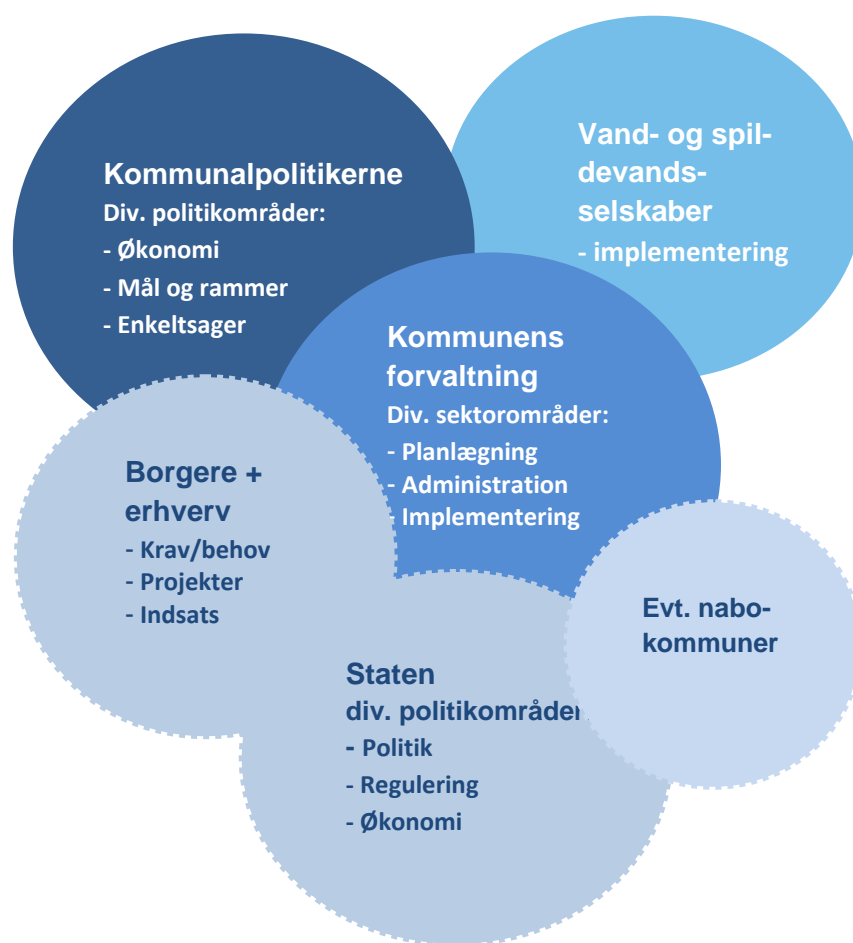 Kommunalpolitikerne
Div. politikområder:
- Økonomi
- Mål og rammer
- Enkeltsager
Vand- og spil-
devands-
selskaber
- implementering
Kommunens
forvaltning
Div. sektorområder:
- Planlægning
- Administration
- Implementering
Borgere +
erhverv
- Krav/behov
- Projekter
- Indsats
Evt. nabo-
kommuner
Staten
div. politikområder
- Politik
- Regulering
- Økonomi